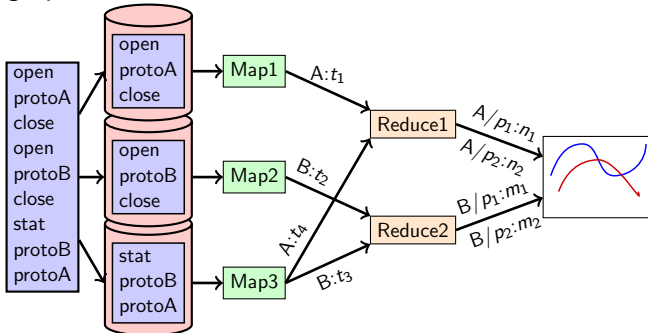 open
protoA
close
open
protoB
close
stat
protoB
protoA
open
protoA
close
open
protoB
close
stat
protoB
protoA
Map1
Map2
Map3
A:t₁
B:t₂
A:t₄
B:t₃
Reduce1
Reduce2
A/p₁:n₁
A/p₂:n₂
B/p₁:m₁
B/p₂:m₂